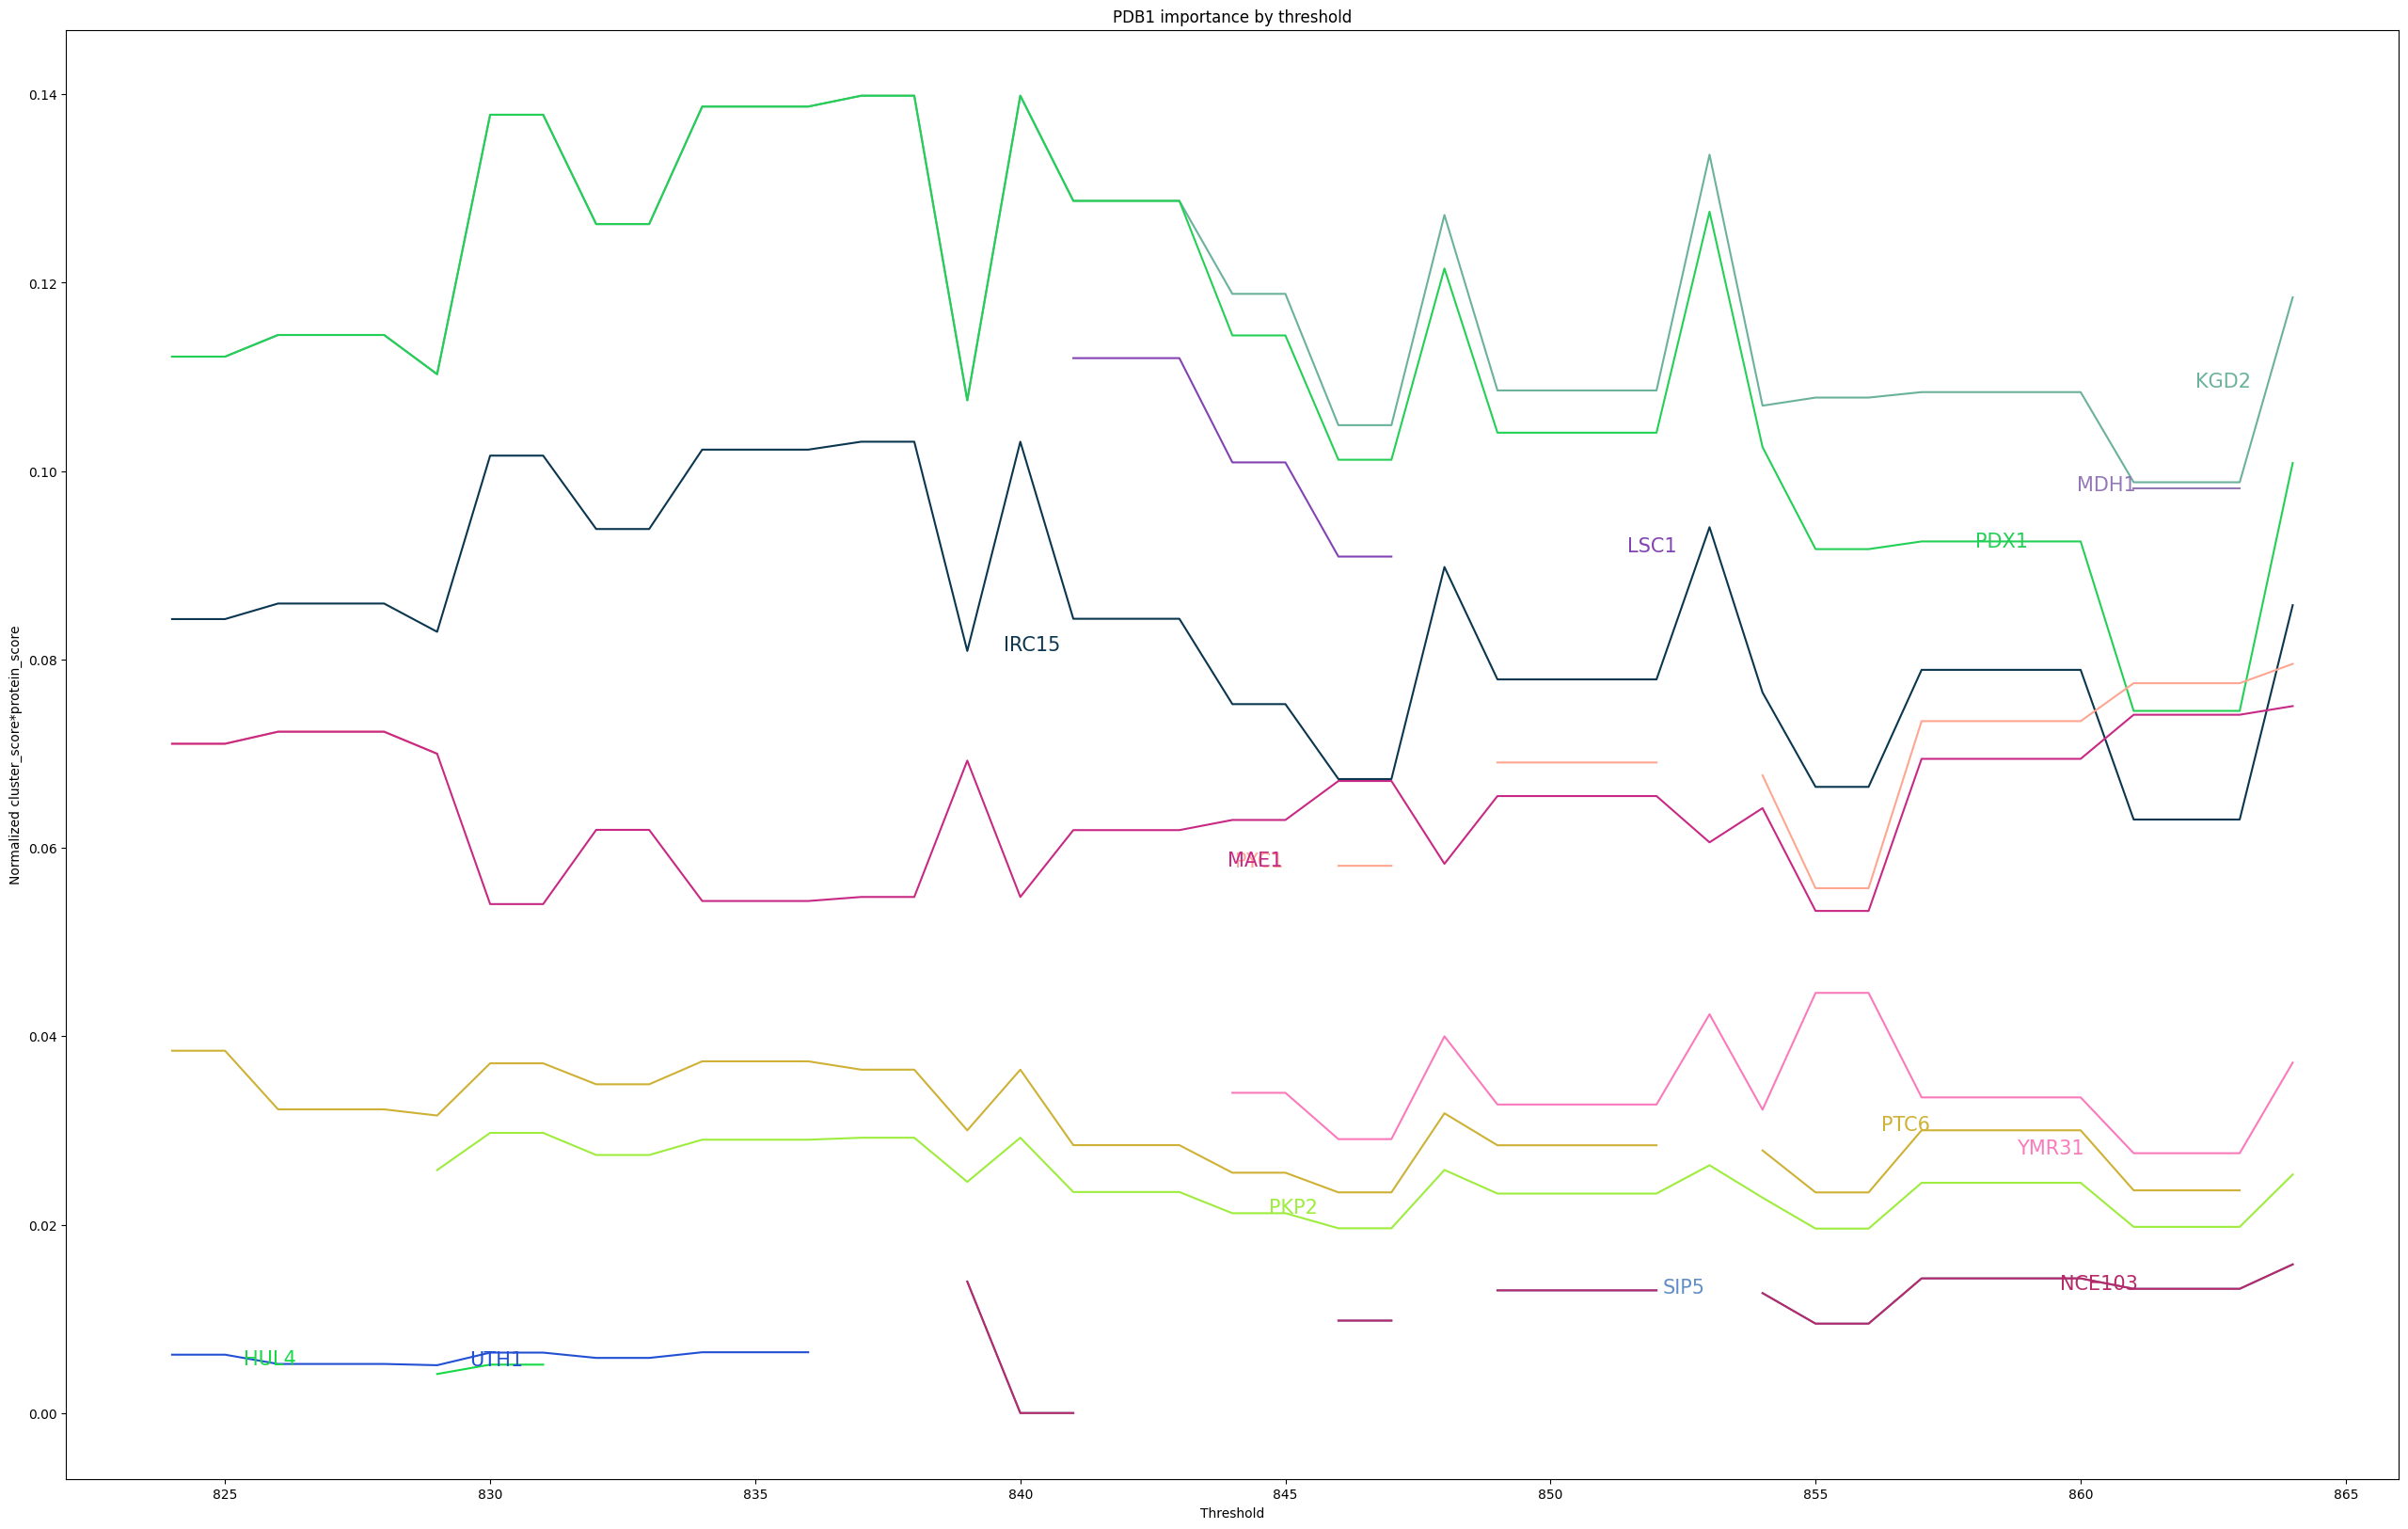 PDB1 importance by threshold
0.14
0.12
0.10
0.08
0.06
0.04
0.02
0.00
Normalized cluster_score*protein_score
KGD2
MDH1
LSC1
PDX1
IRC15
MAE1
PTC6
YMR31
PKP2
SIP5
NCE103
HUL4
UTH1
825
830
835
840
845
850
855
860
865
Threshold